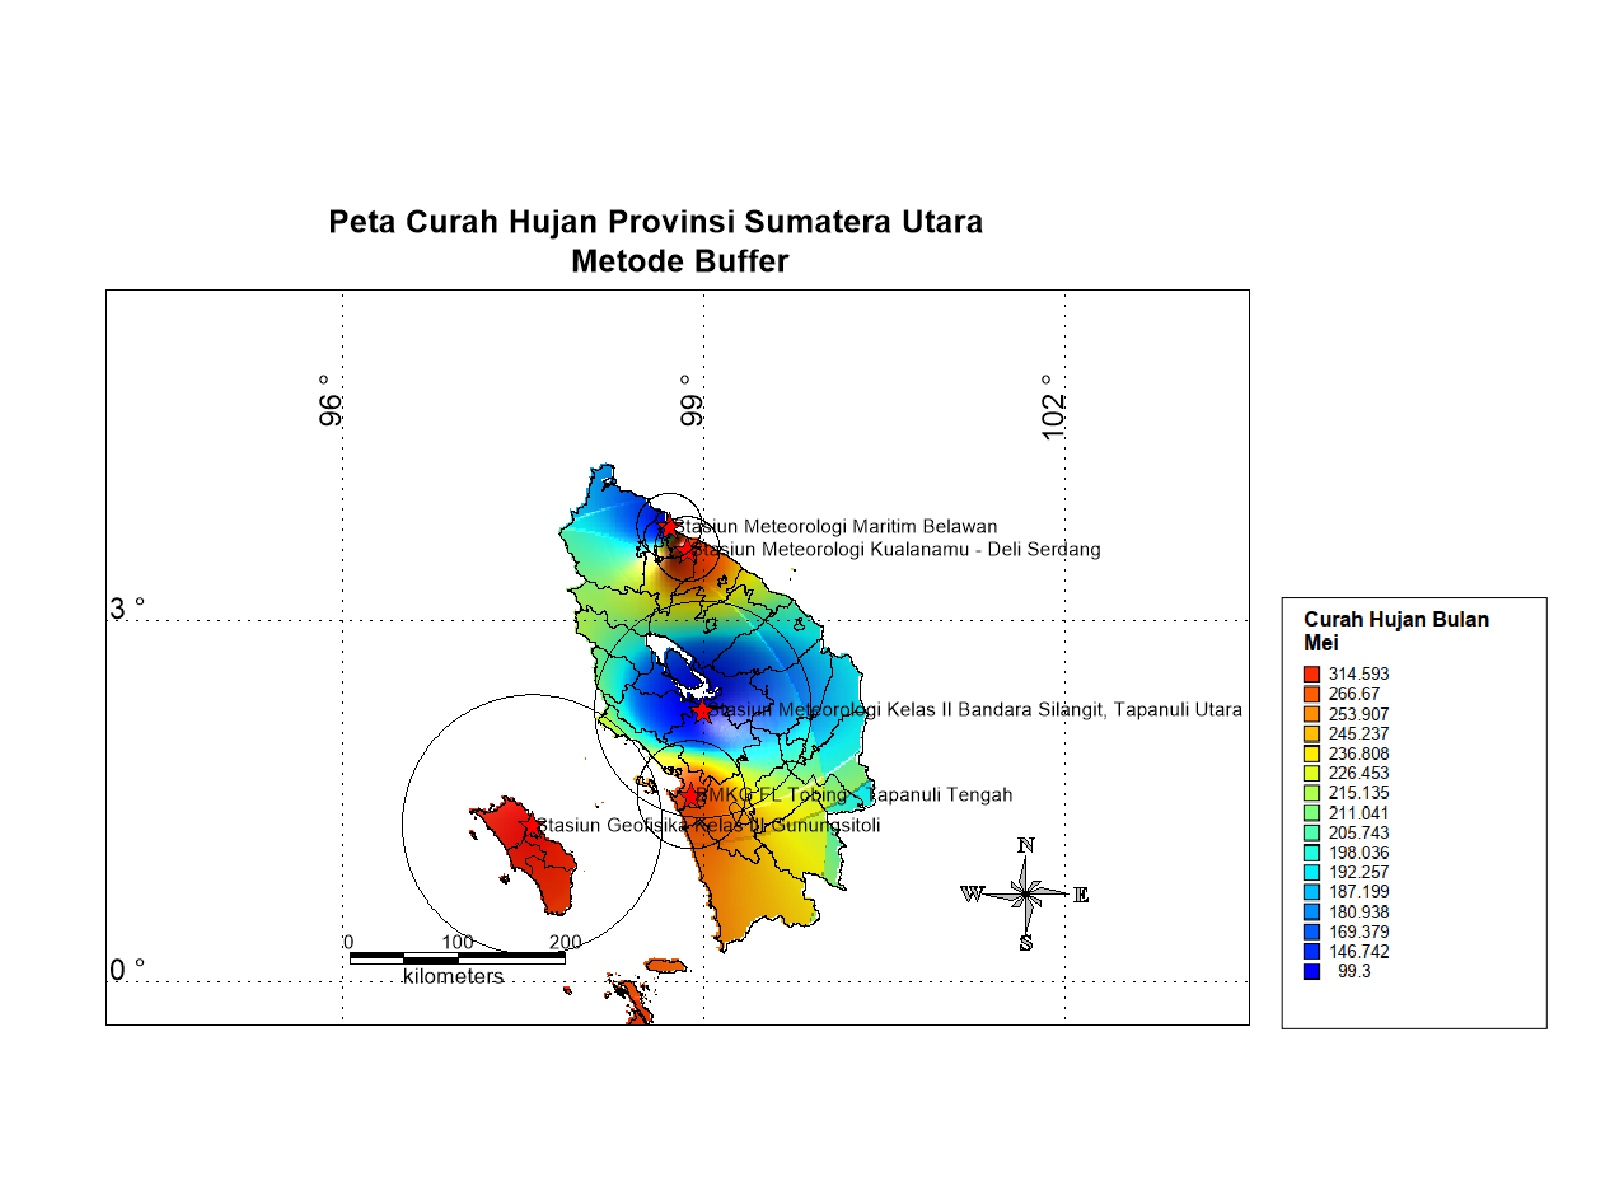 Peta Curah Hujan Provinsi Sumatera Utara
Metode Buffer
96 °
99 °
102 °
Stasiun Meteorologi Maritim Belawan
Stasiun Meteorologi Kualanamu - Deli Serdang
3 °
Stasiun Meteorologi Kelas II Bandara Silangit, Tapanuli Utara
BMKG FL Tobing - Tapanuli Tengah
Stasiun Geofisika Kelas III Gunungsitoli
N
W E
S
0 100 200
kilometers
0 °
Curah Hujan Bulan
Mei
314.593
266.67
253.907
245.237
236.808
226.453
215.135
211.041
205.743
198.036
192.257
187.199
180.938
169.379
146.742
99.3